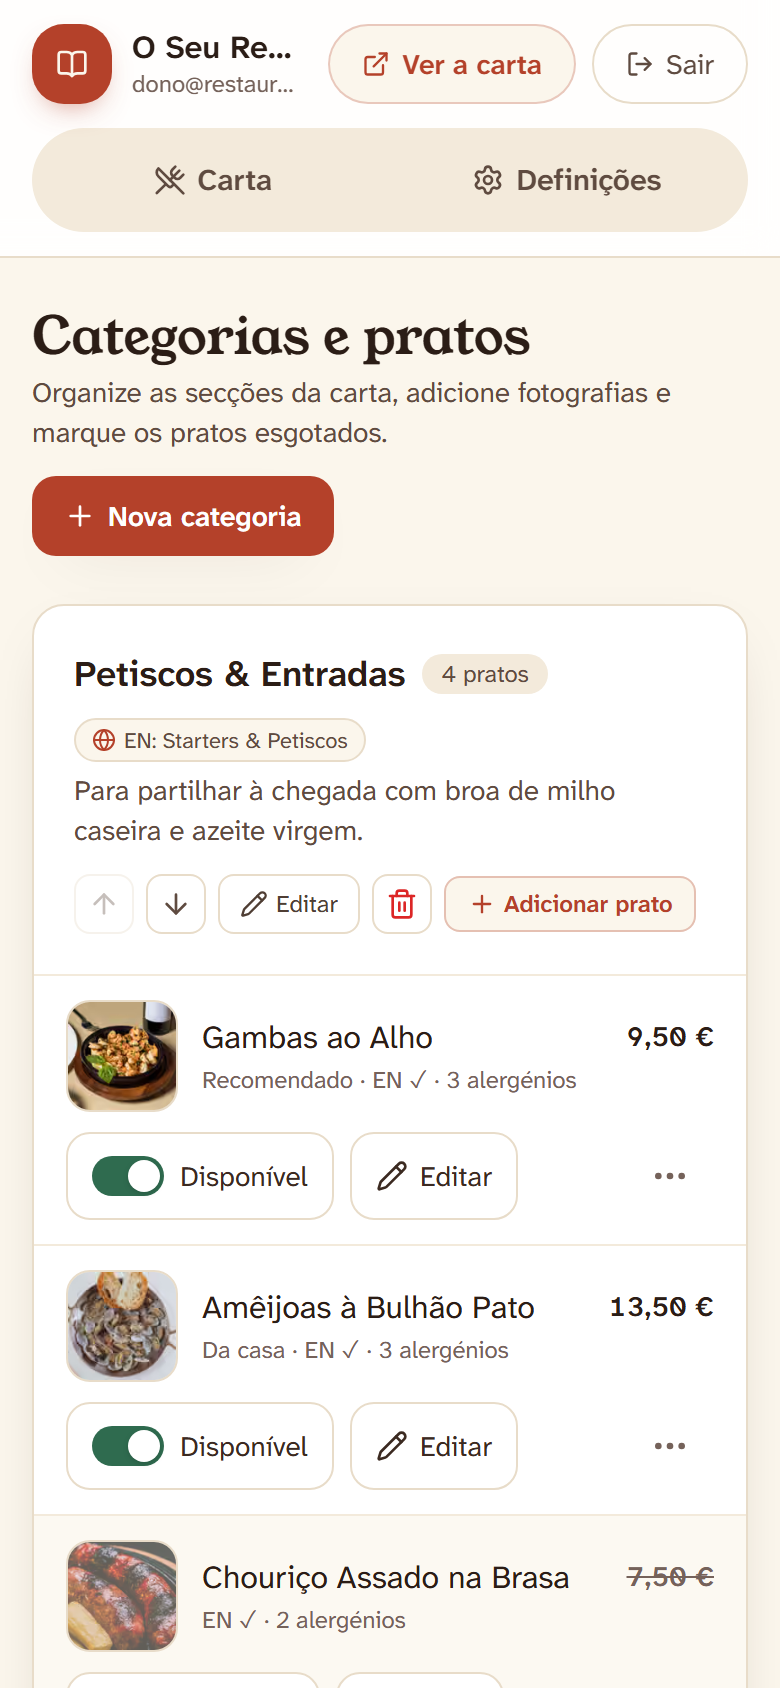 O Seu Re...
dono@restaur...
Ver a carta
Sair
Carta
Definições
Categorias e pratos
Organize as secções da carta, adicione fotografias e
marque os pratos esgotados.
+ Nova categoria
Petiscos & Entradas
4 pratos
EN: Starters & Petiscos
Para partilhar à chegada com broa de milho
caseira e azeite virgem.
Editar
+ Adicionar prato
Gambas ao Alho
9,50 €
Recomendado · EN ✓ · 3 alergénios
Disponível
Editar
Amêijoas à Bulhão Pato
13,50 €
Da casa · EN ✓ · 3 alergénios
Disponível
Editar
Chouriço Assado na Brasa
7,50 €
EN ✓ · 2 alergénios